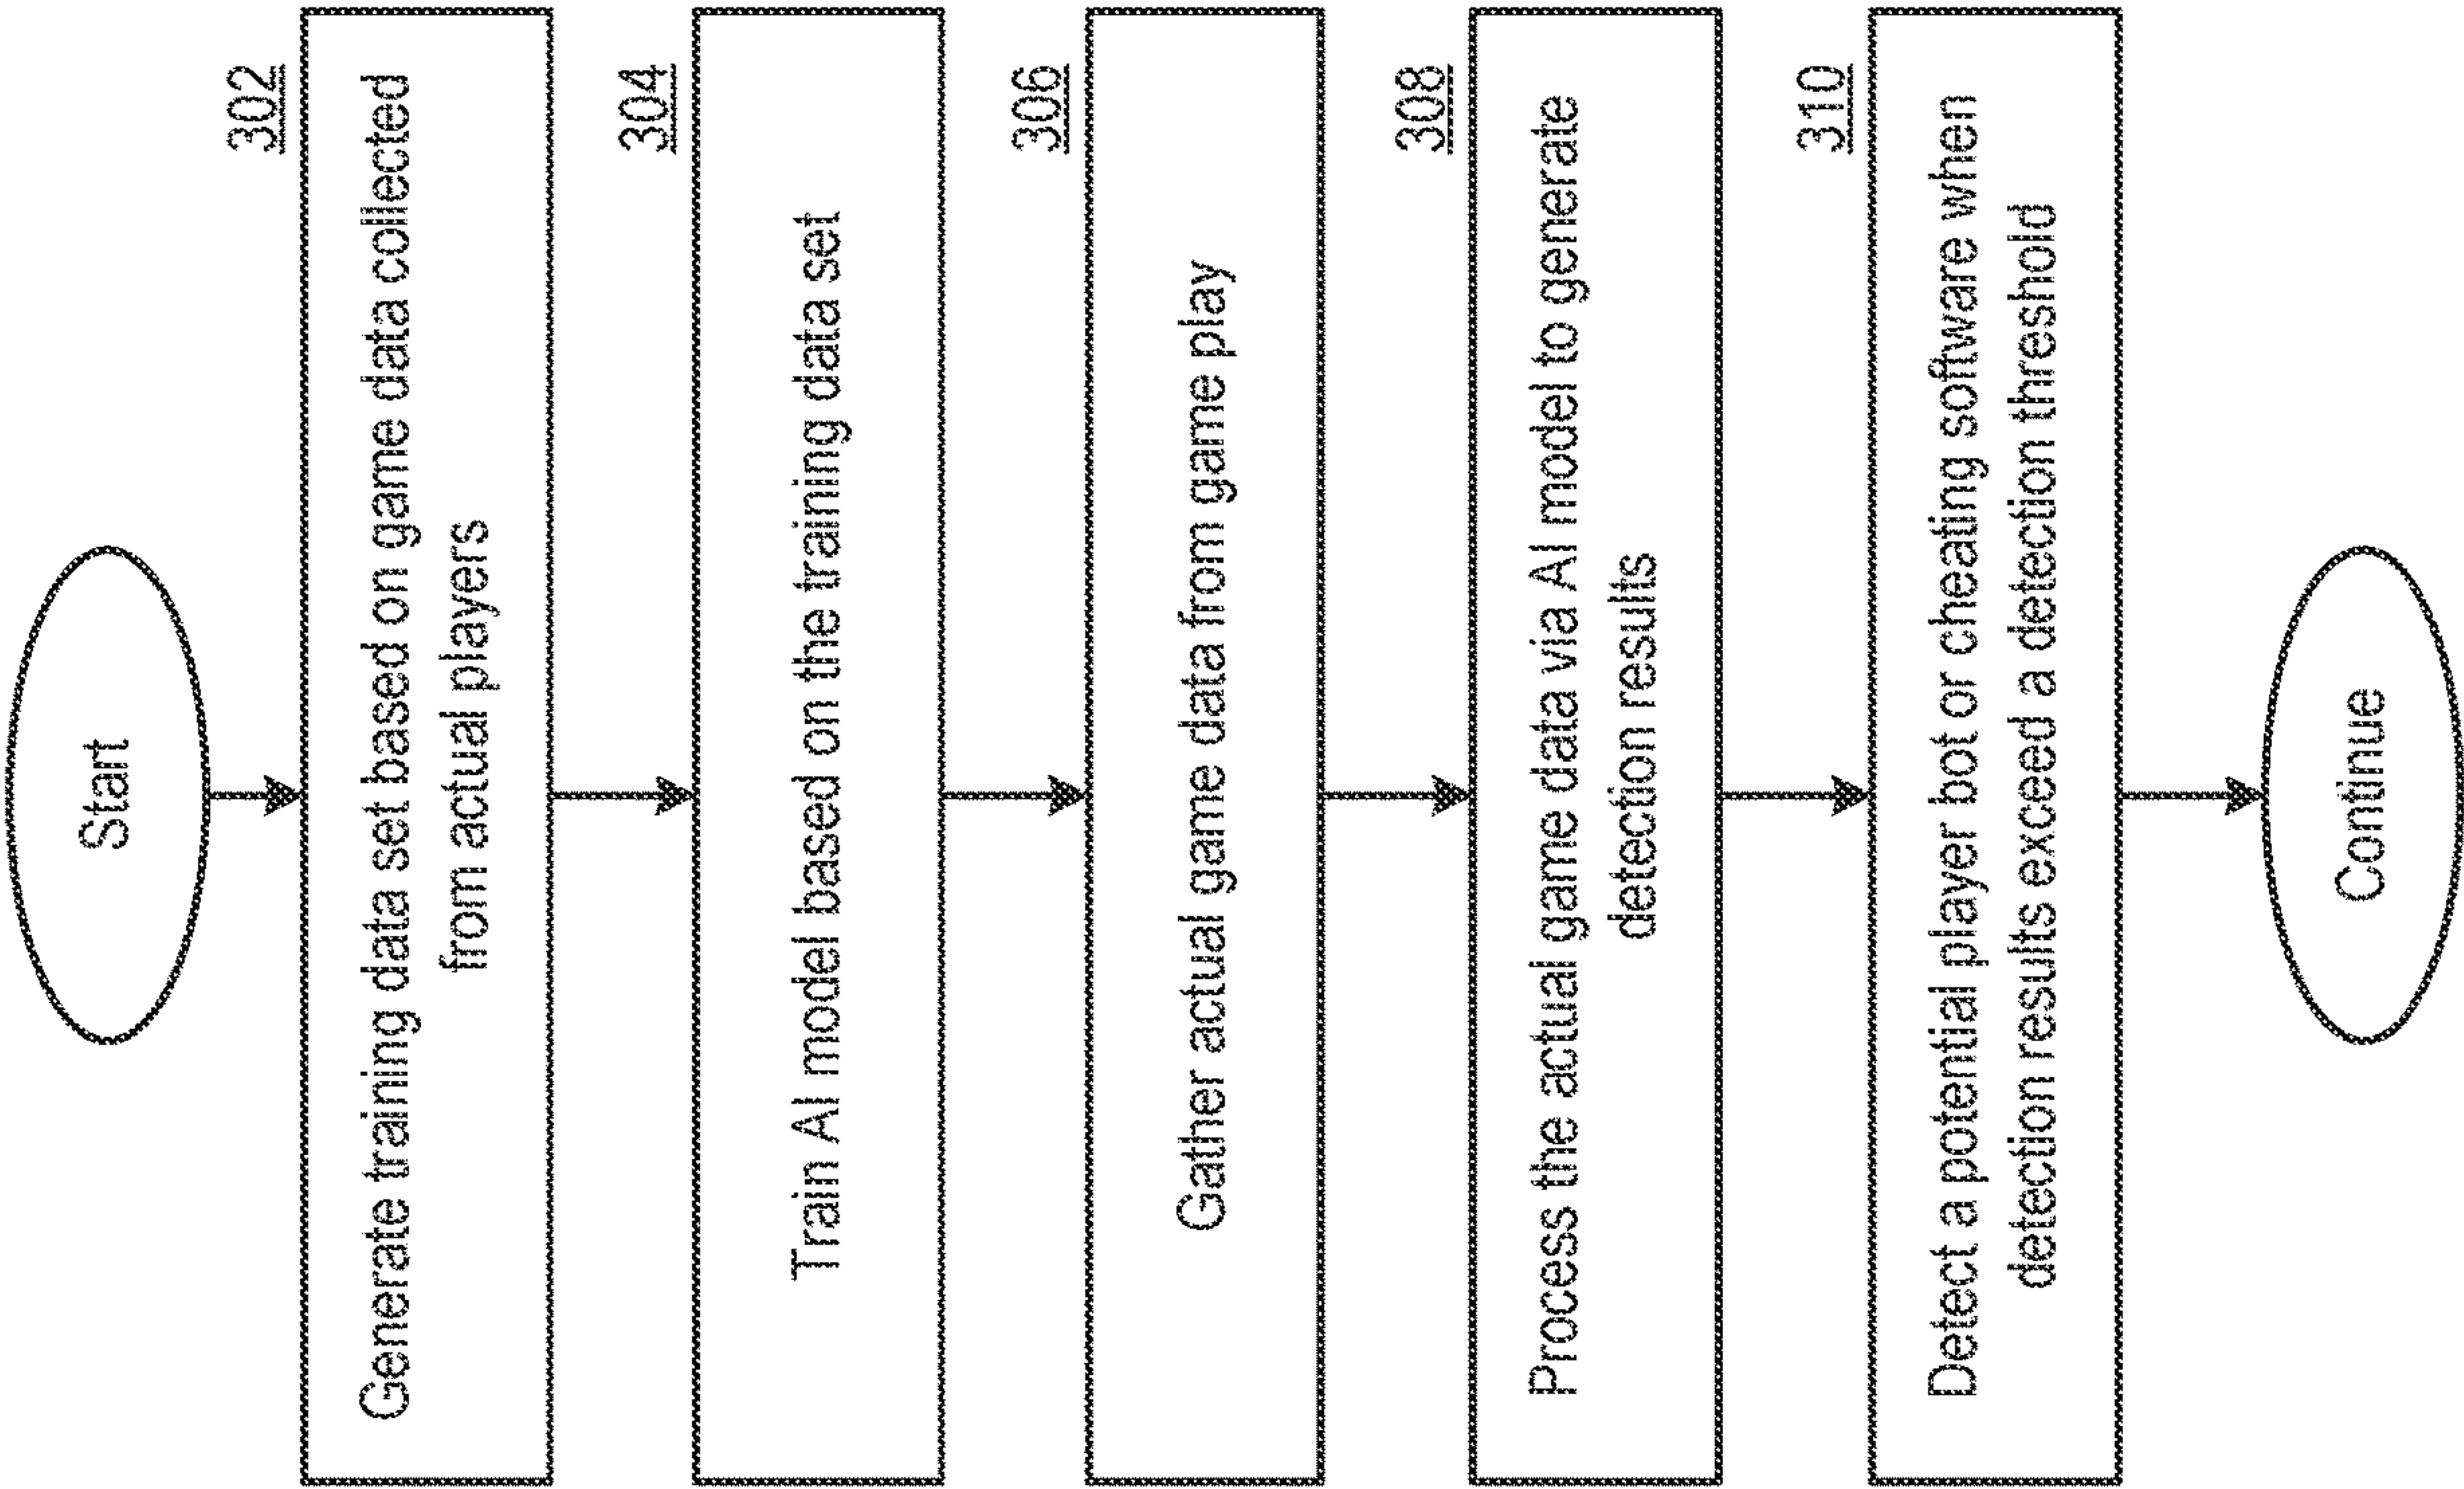 Start
302
Generate training data set based on game data collected
from actual players
304
Train AI model based on the training data set
306
Gather actual game data from game play
308
Process the actual game data via AI model to generate
detection results
310
Detect a potential player bot or cheating software when
detection results exceed a detection threshold
Continue